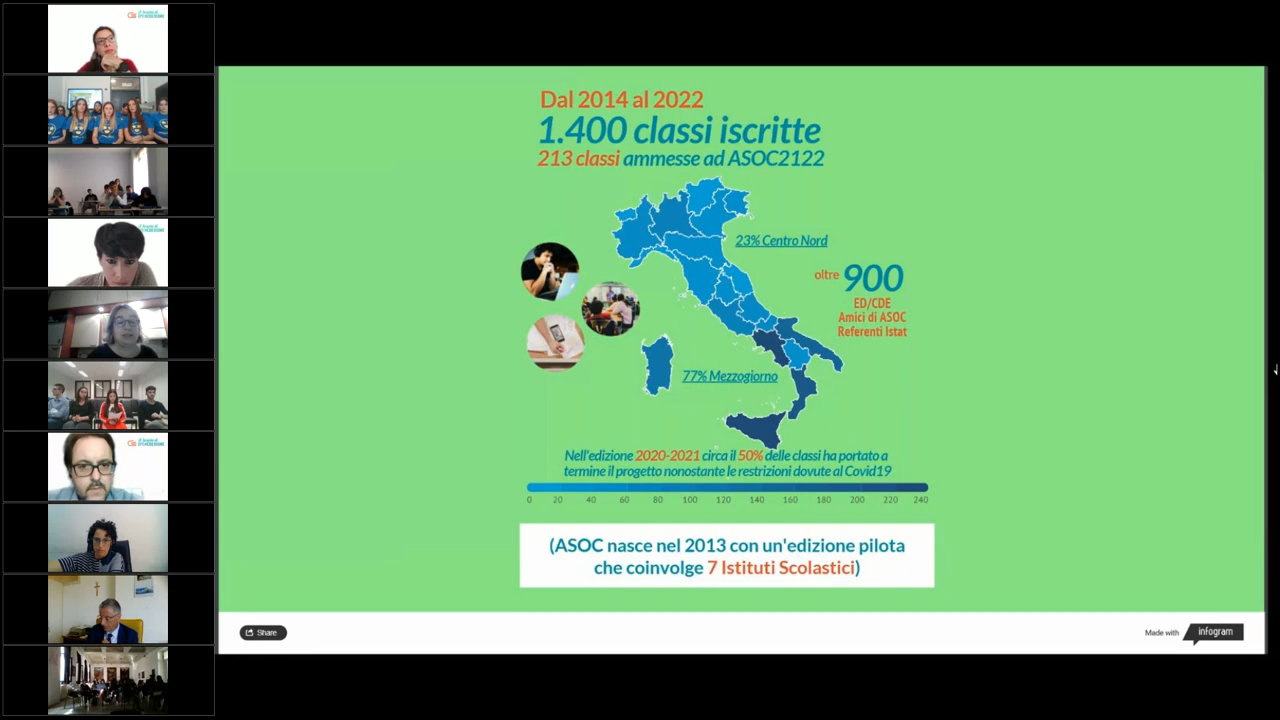 Dal 2014 al 2022
1.400 classi iscritte
213 classi ammesse ad ASOC2122
23% Centro Nord
oltre 900
ED/CDE
Amici di ASOC
Referenti Istat
77% Mezzogiorno
Nell'edizione 2020-2021 circa il 50% delle classi ha portato a
termine il progetto nonostante le restrizioni dovute al Covid19
0 20 40 60 80 100 120 140 160 180 200 220 240
(ASOC nasce nel 2013 con un'edizione pilota
che coinvolge 7 Istituti Scolastici)
Share
Made with infogram